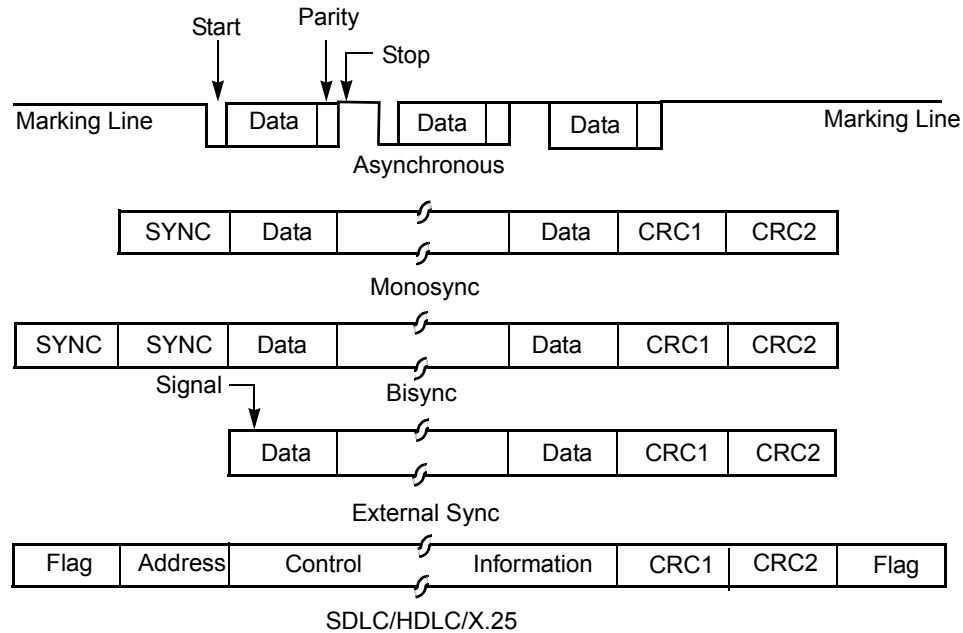 Start Parity
Stop
Marking Line Data Data Data Marking Line
Asynchronous
SYNC Data Data CRC1 CRC2
Monosync
SYNC SYNC Data Data CRC1 CRC2
Signal Bisync
Data Data CRC1 CRC2
External Sync
Flag Address Control Information CRC1 CRC2 Flag
SDLC/HDLC/X.25